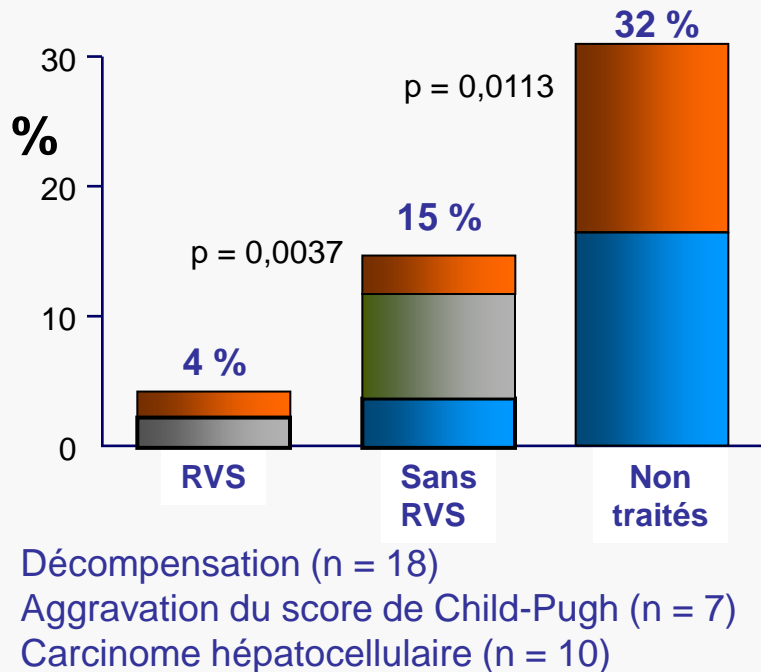 32 %
30
p = 0,0113
%
20
15 %
p = 0,0037
10
4 %
0
RVS
Sans
RVS
Non
traités
Décompensation (n = 18)
Aggravation du score de Child-Pugh (n = 7)
Carcinome hépatocellulaire (n = 10)